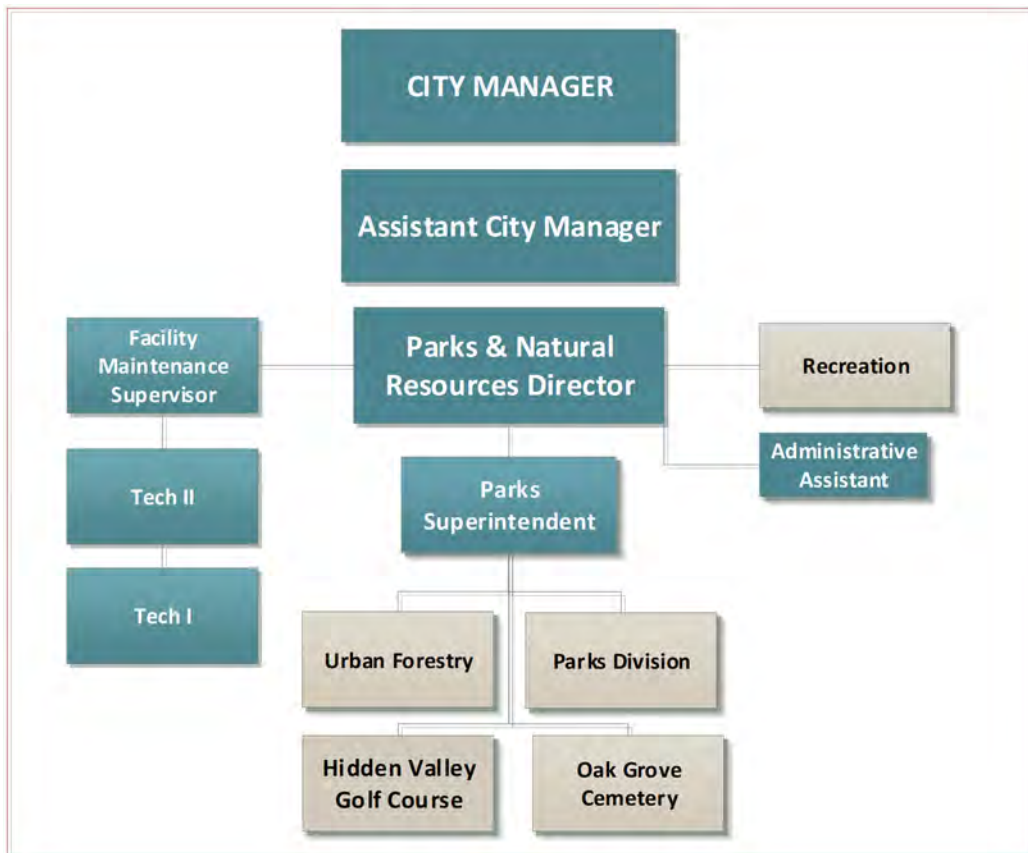 CITY MANAGER
Assistant City Manager
Facility
Maintenance
Supervisor
Parks & Natural
Resources Director
Recreation
Administrative
Assistant
Tech II
Parks
Superintendent
Tech I
Urban Forestry
Parks Division
Hidden Valley
Golf Course
Oak Grove
Cemetery